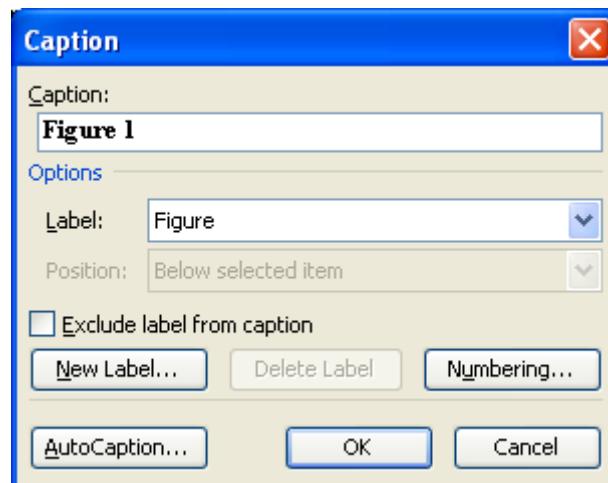 Caption
Caption:
Figure 1
Options
Label: Figure
Position: Below selected item
Exclude label from caption
New Label... Delete Label Numbering...
AutoCaption... OK Cancel